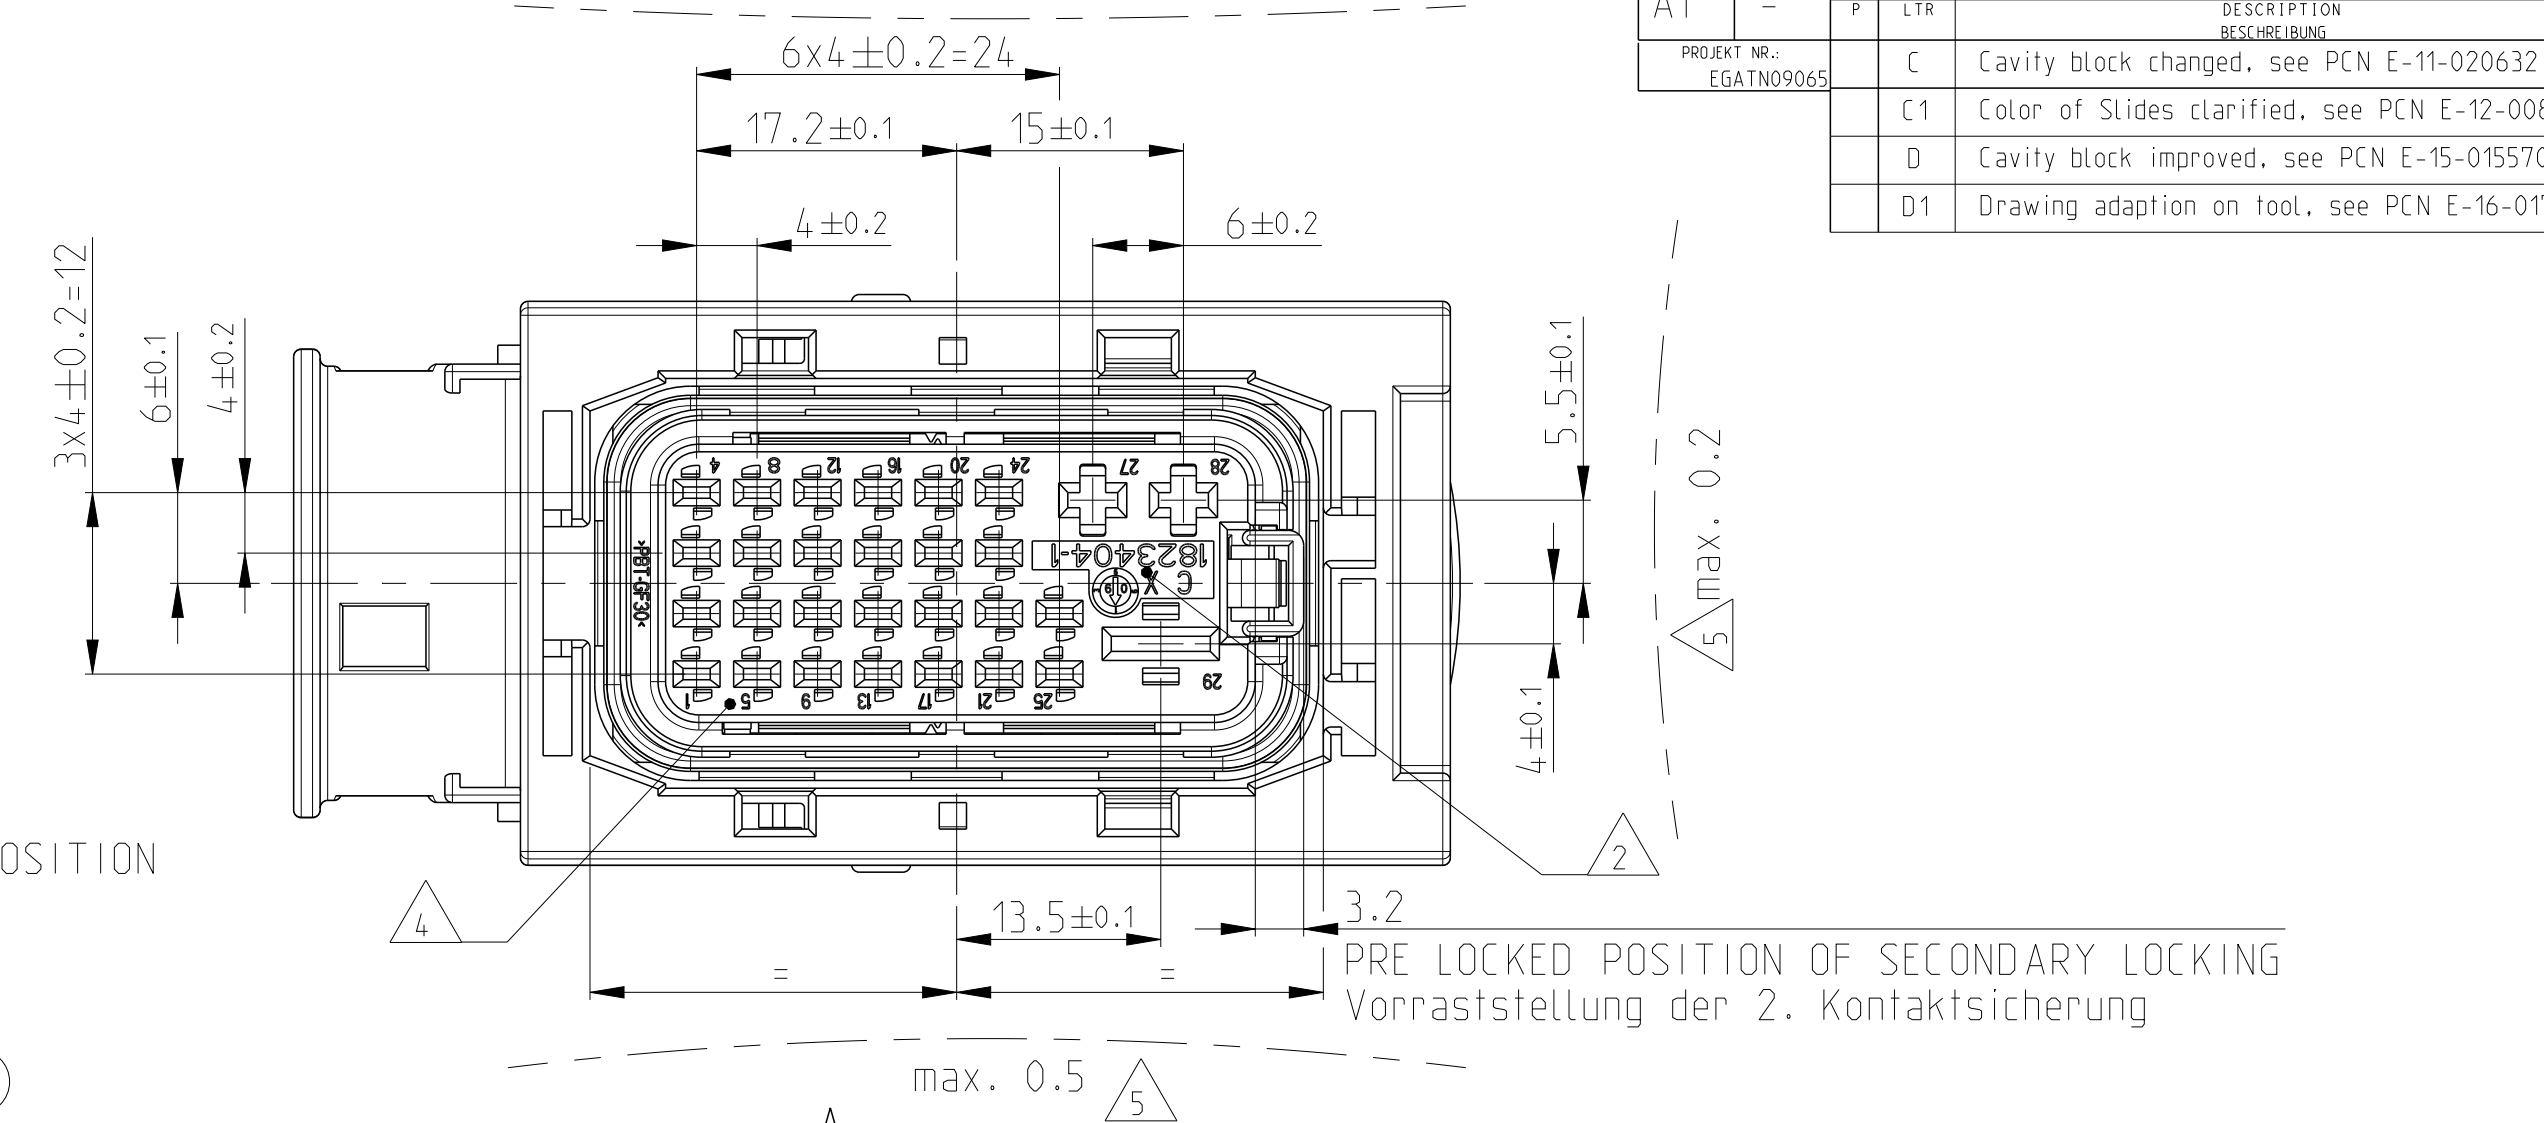 A1 -
P LTR DESCRIPTION
BESCHREIBUNG
PROJEKT NR.:
EGATN09065
C Cavity block changed, see PCN E-11-020632
C1 Color of Slides clarified, see PCN E-12-008
D Cavity block improved, see PCN E-15-015570
D1 Drawing adaption on tool, see PCN E-16-017
6x4±0.2=24
17.2±0.1 15±0.1
4±0.2 6±0.2
3x4±0.2=12
6±0.1
4±0.2
5.5±0.1
max. 0.2
5
4±0.1
4 8 12 16 20 24 27 28
>PBT-GF30<
1823404-1
C X
019
29
1 5 9 13 17 21 25
OSITION
4
2
13.5±0.1
3.2
= =
PRE LOCKED POSITION OF SECONDARY LOCKING
Vorraststellung der 2. Kontaktsicherung
max. 0.5
5